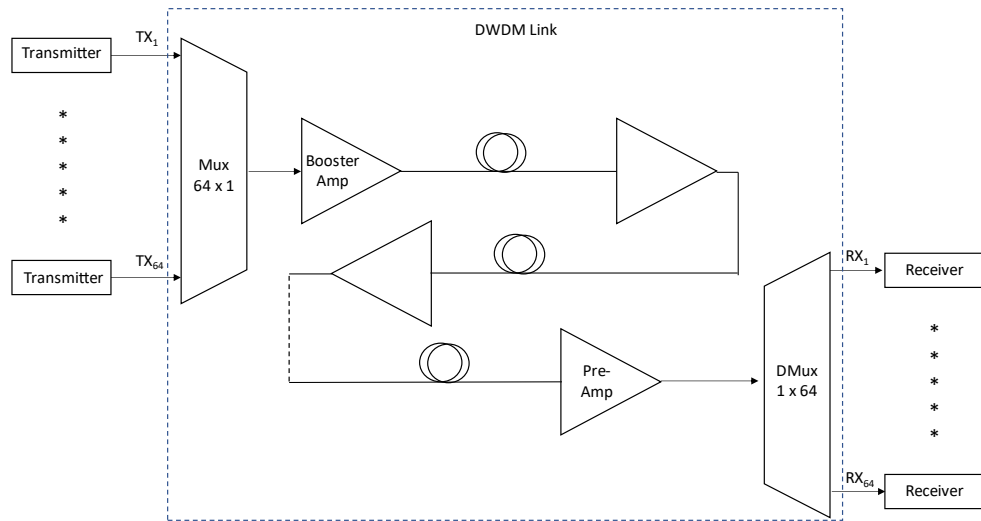 DWDM Link
TX1
Transmitter
*
*
*
*
*
Mux
64 x 1
Booster
Amp
TX64
Transmitter
RX1
Receiver
Pre-
Amp
DMux
1 x 64
*
*
*
*
*
RX64
Receiver